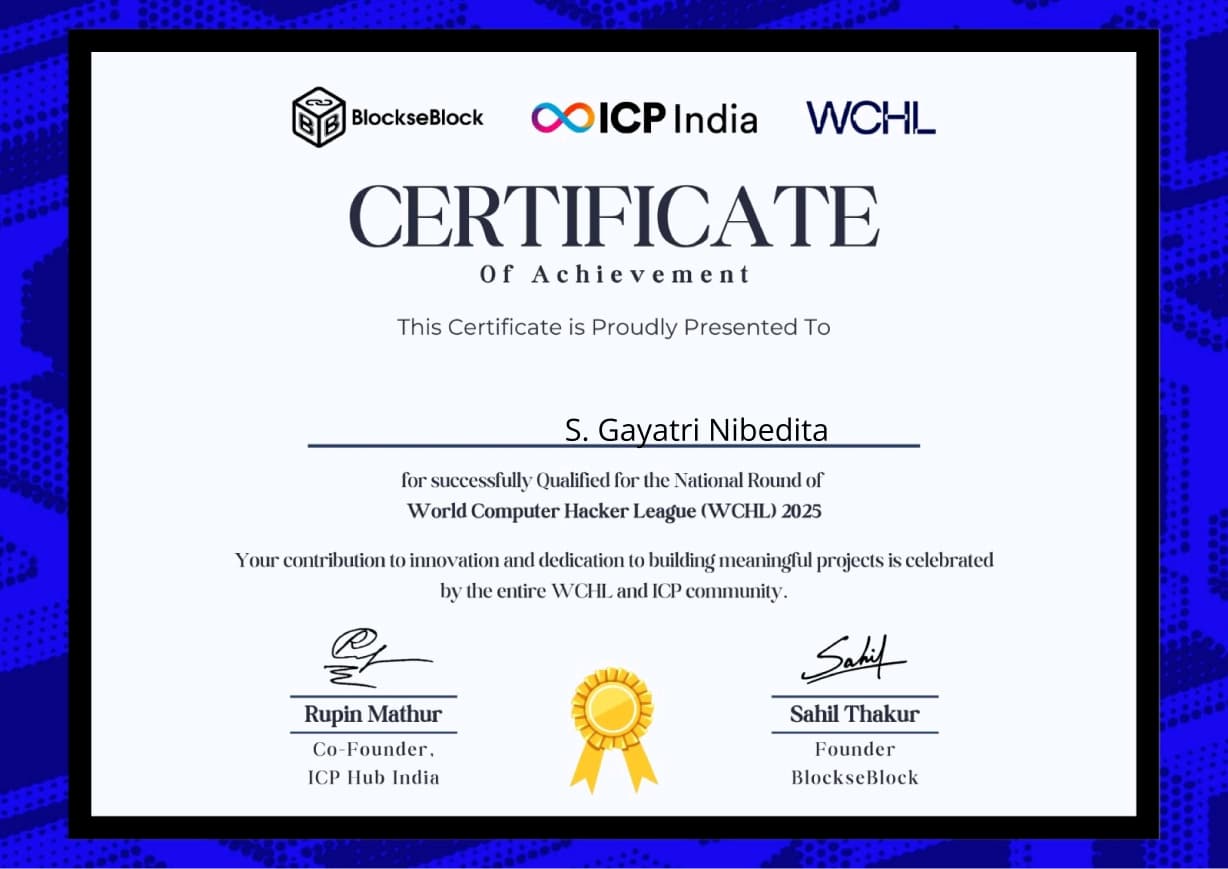 BlockseBlock
ICP India
WCHL
CERTIFICATE
Of Achievement
This Certificate is Proudly Presented To
S. Gayatri Nibedita
for successfully Qualified for the National Round of
World Computer Hacker League (WCHL) 2025
Your contribution to innovation and dedication to building meaningful projects is celebrated
by the entire WCHL and ICP community.
Sahil
Rupin Mathur
Co-Founder,
ICP Hub India
Sahil Thakur
Founder
BlockseBlock